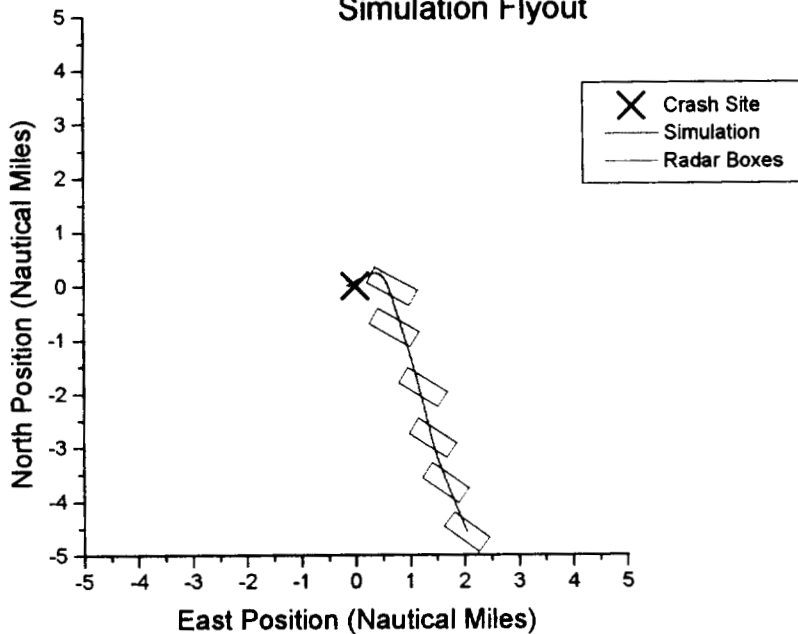 Simulation Flyout
Crash Site
Simulation
Radar Boxes
North Position (Nautical Miles)
5
4
3
2
1
0
-1
-2
-3
-4
-5
-5 -4 -3 -2 -1 0 1 2 3 4 5
East Position (Nautical Miles)